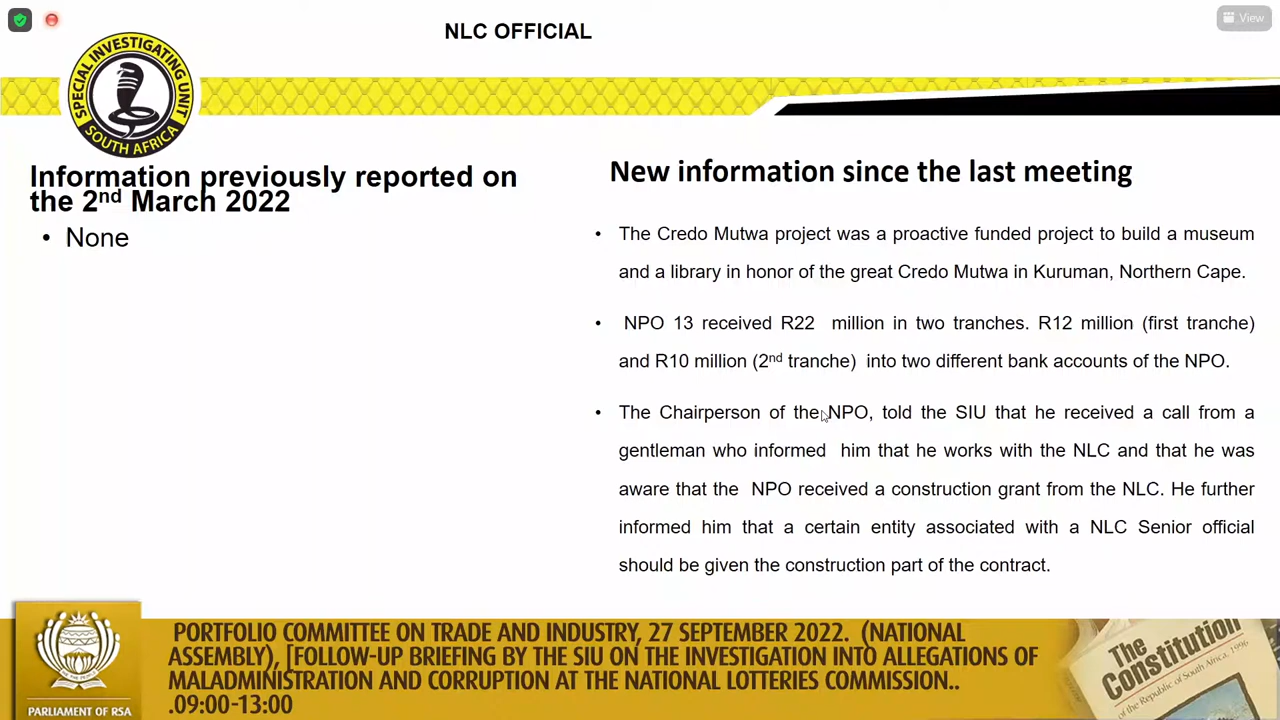 View
NLC OFFICIAL
SPECIAL INVESTIGATING UNIT
SOUTH AFRICA
Information previously reported on
the 2nd March 2022
• None
New information since the last meeting
• The Credo Mutwa project was a proactive funded project to build a museum
and a library in honor of the great Credo Mutwa in Kuruman, Northern Cape.
• NPO 13 received R22 million in two tranches. R12 million (first tranche)
and R10 million (2nd tranche) into two different bank accounts of the NPO.
• The Chairperson of the NPO, told the SIU that he received a call from a
gentleman who informed him that he works with the NLC and that he was
aware that the NPO received a construction grant from the NLC. He further
informed him that a certain entity associated with a NLC Senior official
should be given the construction part of the contract.
PORTFOLIO COMMITTEE ON TRADE AND INDUSTRY, 27 SEPTEMBER 2022. (NATIONAL
ASSEMBLY), [FOLLOW-UP BRIEFING BY THE SIU ON THE INVESTIGATION INTO ALLEGATIONS OF
MALADMINISTRATION AND CORRUPTION AT THE NATIONAL LOTTERIES COMMISSION..
.09:00-13:00
PARLIAMENT OF RSA
The
Constitution
of the Republic of South Africa, 1996